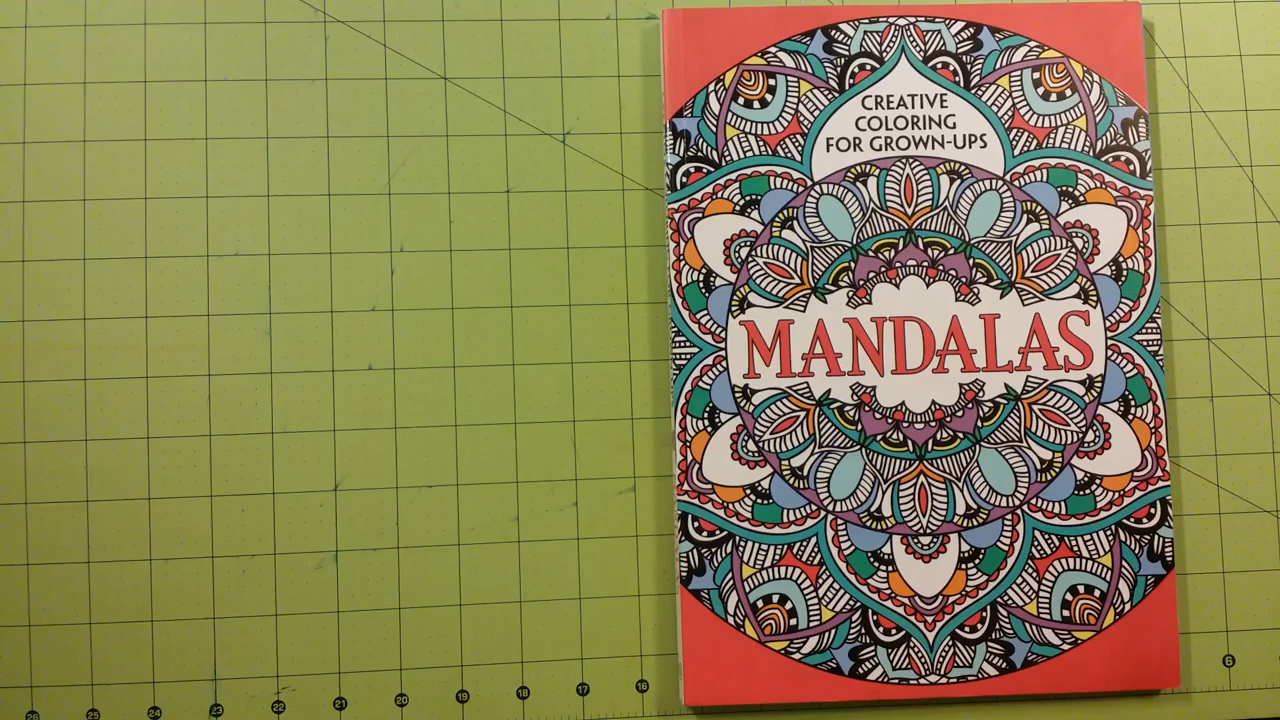 CREATIVE
COLORING
FOR GROWN-UPS
MANDALAS
26 25 24 23 22 21 20 19 18 17 16 6